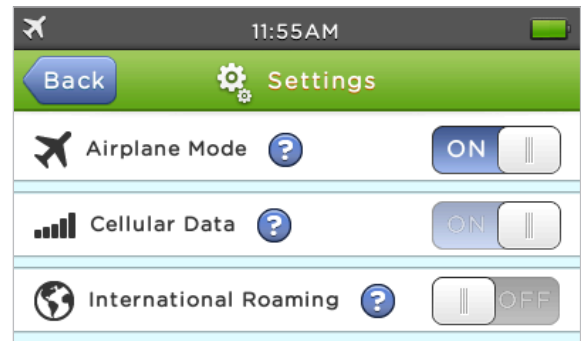 11:55AM
Back Settings
Airplane Mode ? ON
Cellular Data ? ON
International Roaming ? OFF